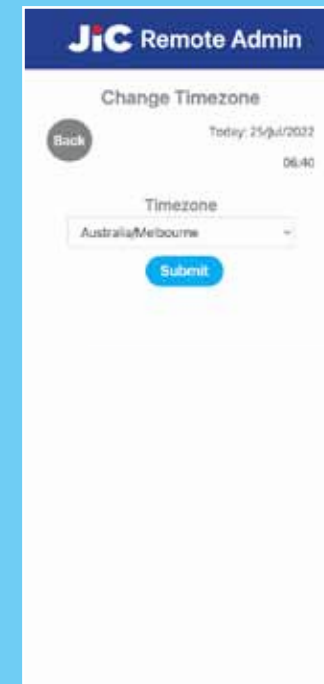 JiC Remote Admin
Change Timezone
Back
Today: 25/Jul/2022
06:40
Timezone
Australia/Melbourne
Submit